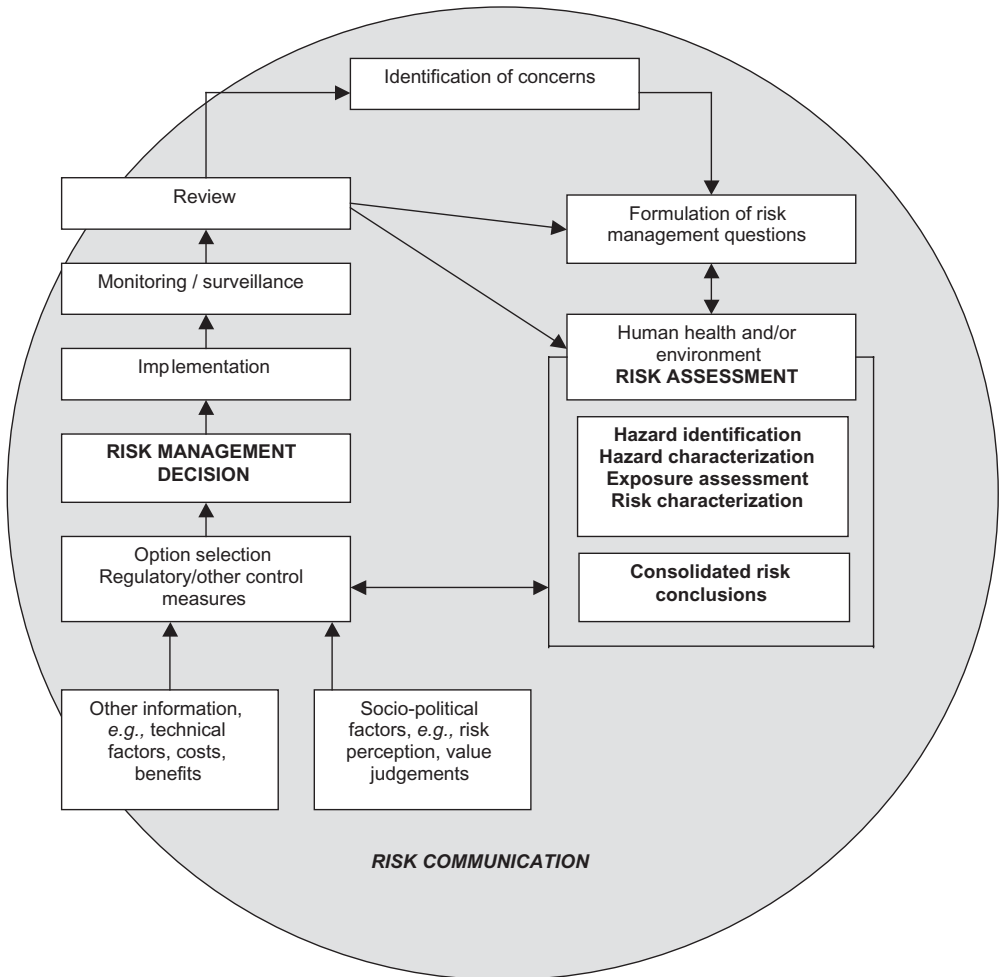 Identification of concerns
Review
Formulation of risk
management questions
Monitoring / surveillance
Human health and/or
environment
RISK ASSESSMENT
Implementation
Hazard identification
Hazard characterization
Exposure assessment
Risk characterization
RISK MANAGEMENT
DECISION
Option selection
Regulatory/other control
measures
Consolidated risk
conclusions
Other information,
e.g., technical
factors, costs,
benefits
Socio-political
factors, e.g., risk
perception, value
judgements
RISK COMMUNICATION